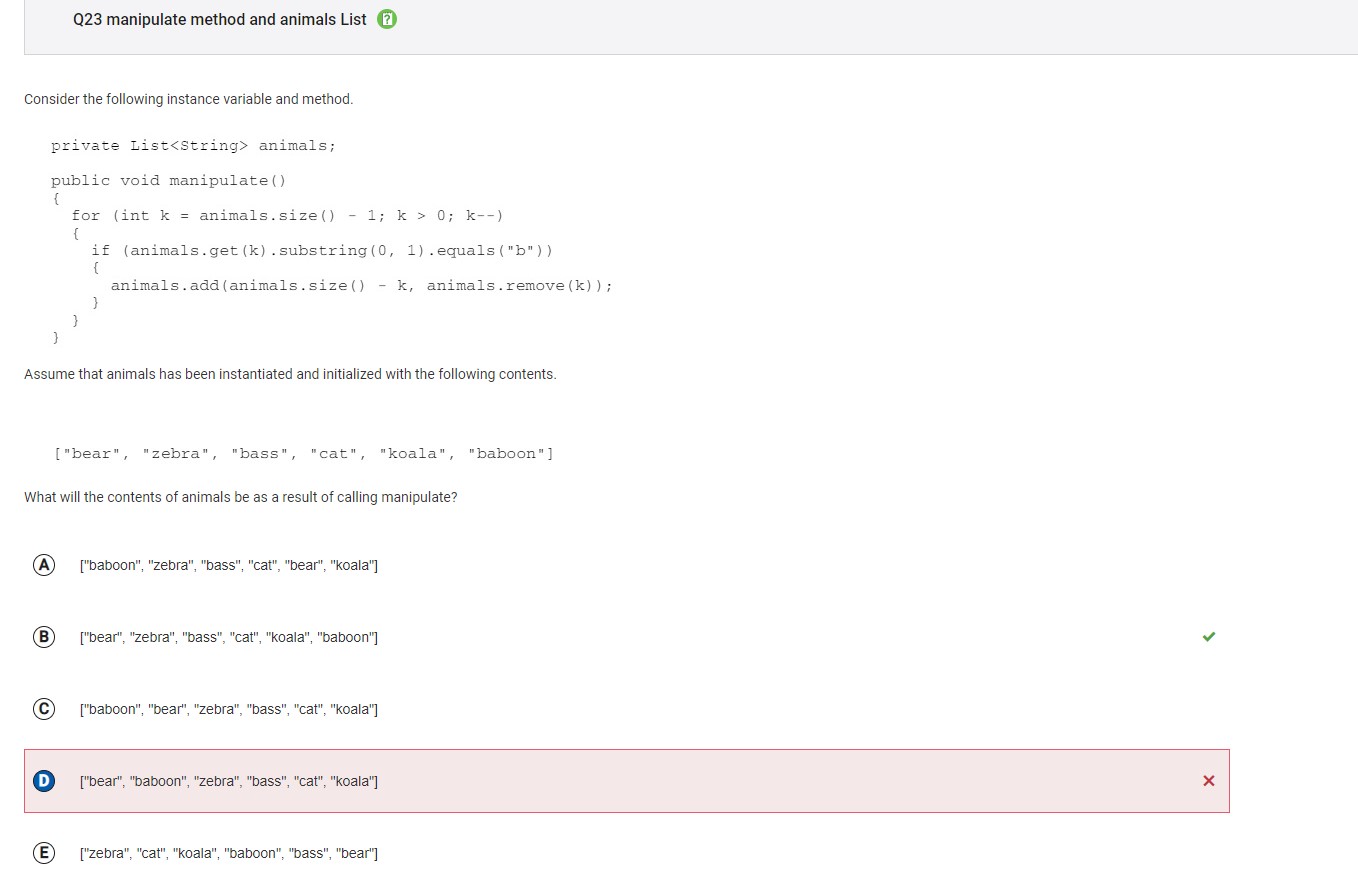 Q23 manipulate method and animals List
Consider the following instance variable and method.
private List<String> animals;
public void manipulate()
{
for (int k = animals.size() - 1; k > 0; k--)
{
if (animals.get(k).substring(0, 1).equals("b"))
{
animals.add(animals.size() - k, animals.remove(k));
}
}
}
Assume that animals has been instantiated and initialized with the following contents.
["bear", "zebra", "bass", "cat", "koala", "baboon"]
What will the contents of animals be as a result of calling manipulate?
A ["baboon", "zebra", "bass", "cat", "bear", "koala"]
B ["bear", "zebra", "bass", "cat", "koala", "baboon"]
C ["baboon", "bear", "zebra", "bass", "cat", "koala"]
D ["bear", "baboon", "zebra", "bass", "cat", "koala"]
E ["zebra", "cat", "koala", "baboon", "bass", "bear"]